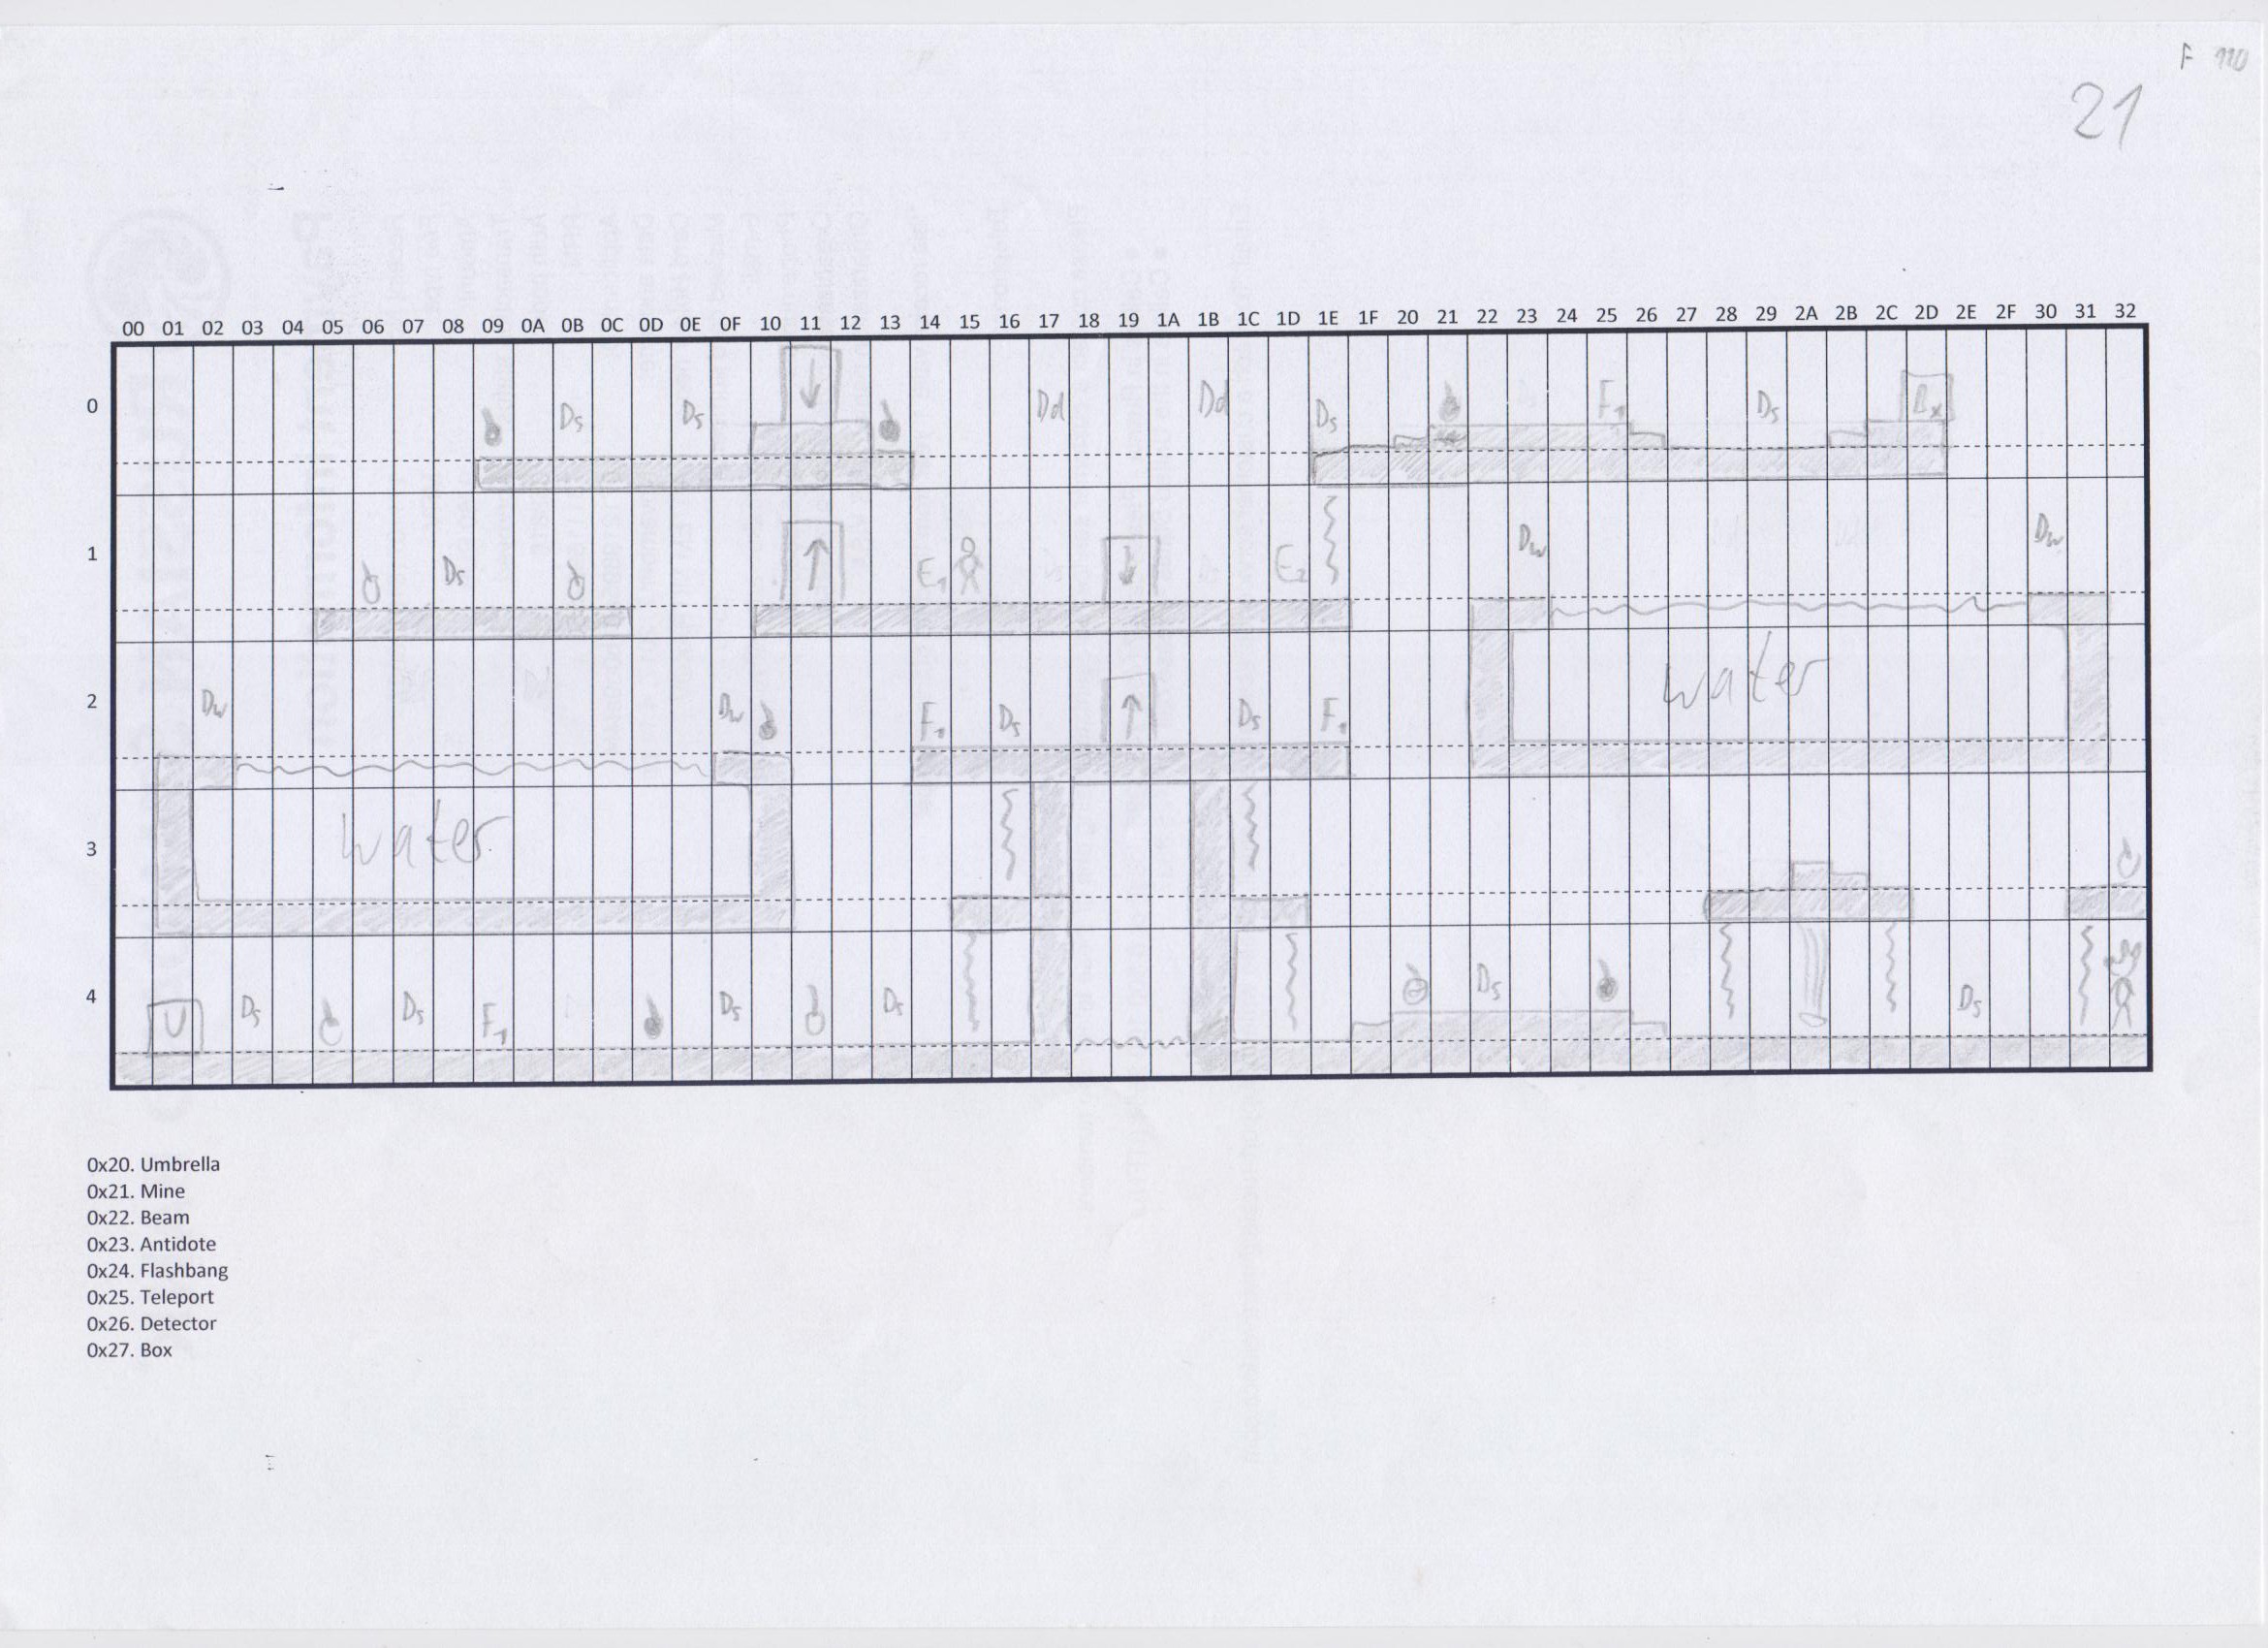 F 110
21
00 01 02 03 04 05 06 07 08 09 0A 0B 0C 0D 0E 0F 10 11 12 13 14 15 16 17 18 19 1A 1B 1C 1D 1E 1F 20 21 22 23 24 25 26 27 28 29 2A 2B 2C 2D 2E 2F 30 31 32
0 Ds Ds Dd Dd Ds F1 Ds Bx
1 Ds E1 E2 Dw Dw
2 Dw Dw F1 Ds Ds F1 water
3 water
4 U Ds Ds F1 Ds Ds Ds Ds
0x20. Umbrella
0x21. Mine
0x22. Beam
0x23. Antidote
0x24. Flashbang
0x25. Teleport
0x26. Detector
0x27. Box